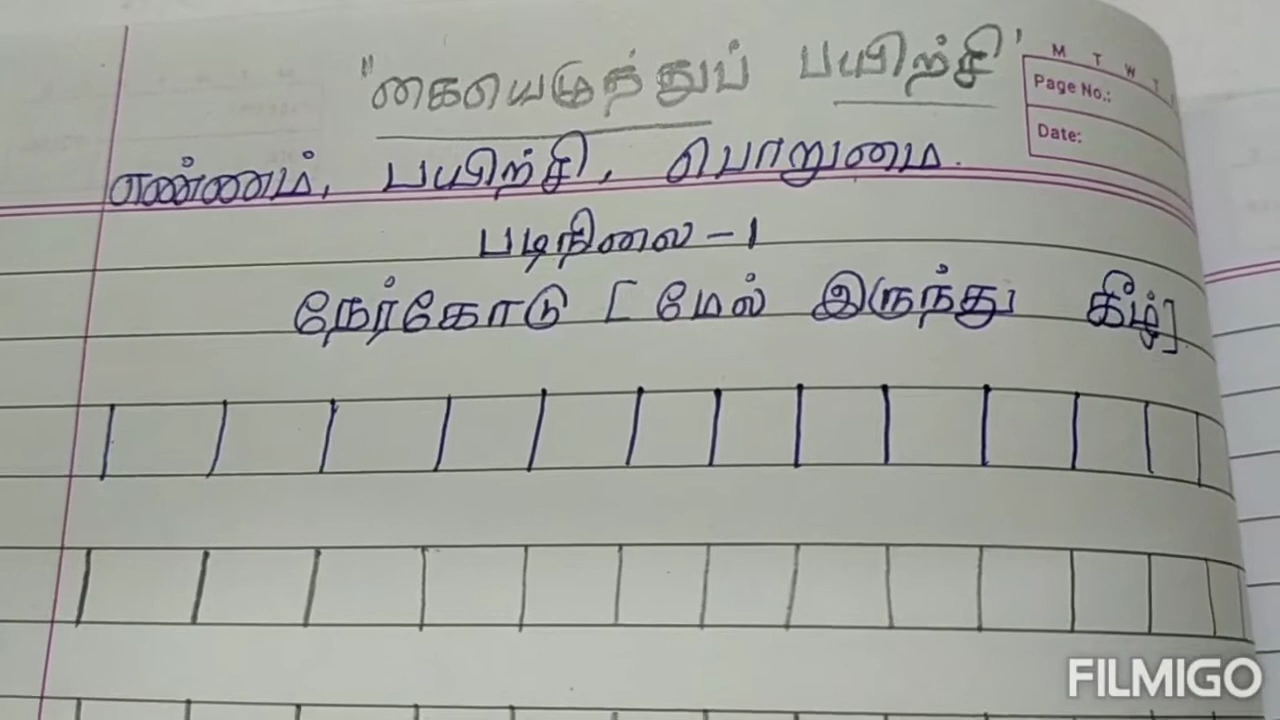 "கையெழுத்துப் பயிற்சி"
M T W T
Page No.:
Date:
எண்ணம், பயிற்சி, பொறுமை.
படிநிலை - 1
நேர்கோடு [ மேல் இருந்து கீழ்]
FILMIGO